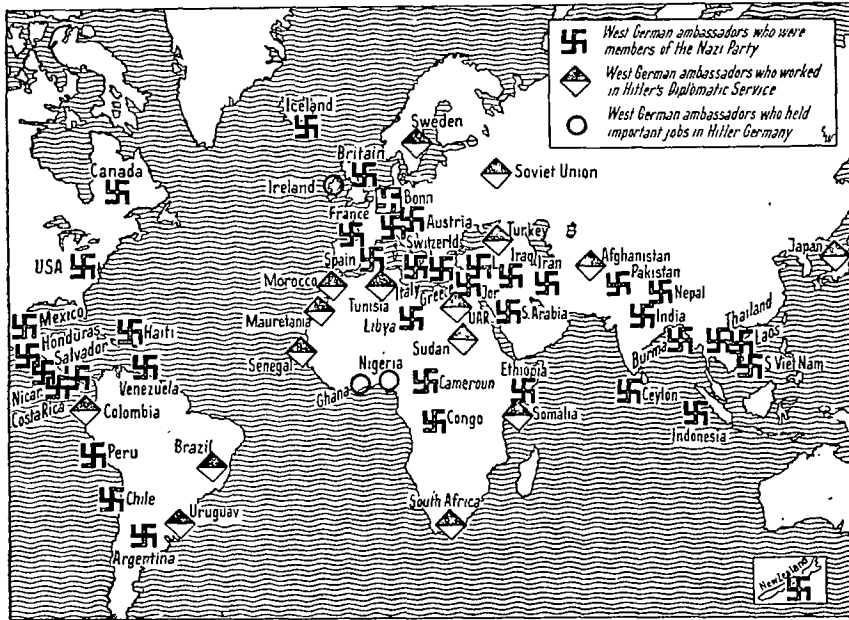 West German ambassadors who were
members of the Nazi Party
West German ambassadors who worked
in Hitler's Diplomatic Service
West German ambassadors who held
important jobs in Hitler Germany
Iceland
Sweden
Canada
Britain
Ireland
Bonn
Soviet Union
France
Austria
Switzerld.
Turkey
USA
Spain
Italy
Greece
Iraq
Iran
Afghanistan
Japan
Morocco
Tunisia
Jor
Pakistan
Nepal
Mexico
Mauretania
Libya
UAR
S.Arabia
India
Thailand
Honduras
Haiti
Laos
Salvador
Senegal
Sudan
Burma
S.Viet Nam
Nicar.
Venezuela
Nigeria
Ethiopia
Costa Rica
Ghana
Cameroun
Ceylon
Colombia
Congo
Somalia
Indonesia
Peru
Brazil
Chile
Uruguay
South Africa
Argentina
New Zealand